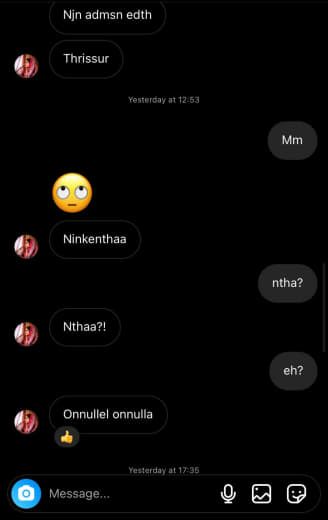 Njn admsn edth
Thrissur
Yesterday at 12:53
Mm
Ninkenthaa
ntha?
Nthaa?!
eh?
Onnullel onnulla
Yesterday at 17:35
Message...